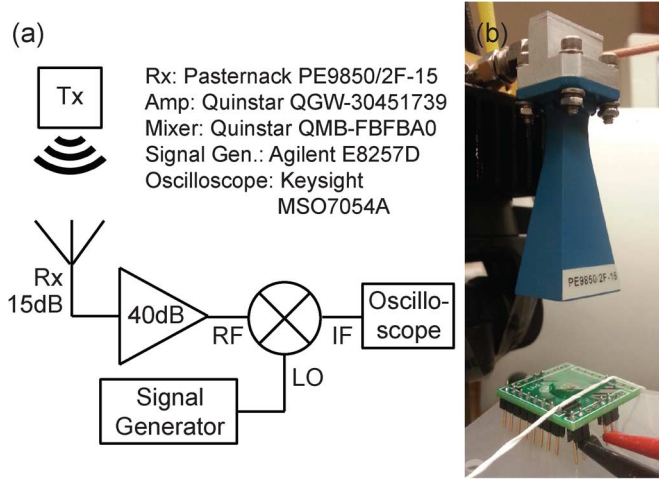 (a)
Tx
Rx: Pasternack PE9850/2F-15
Amp: Quinstar QGW-30451739
Mixer: Quinstar QMB-FBFBA0
Signal Gen.: Agilent E8257D
Oscilloscope: Keysight
MSO7054A
Rx
15dB
40dB
RF
IF
Oscillo-
scope
LO
Signal
Generator
(b)
PE9850/2F-15